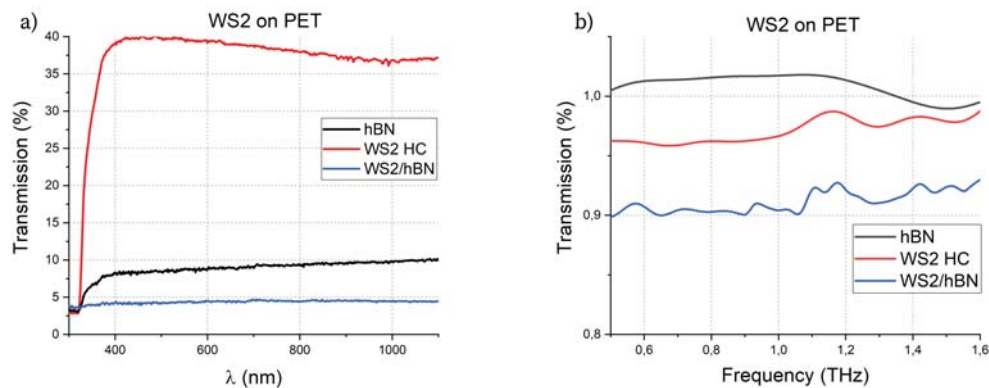 a)
WS2 on PET
40
35
30
25
20
15
10
5
0
Transmission (%)
hBN
WS2 HC
WS2/hBN
400
600
800
1000
λ (nm)
b)
WS2 on PET
1,0
0,9
0,8
Transmission (%)
hBN
WS2 HC
WS2/hBN
0,6
0,8
1,0
1,2
1,4
1,6
Frequency (THz)